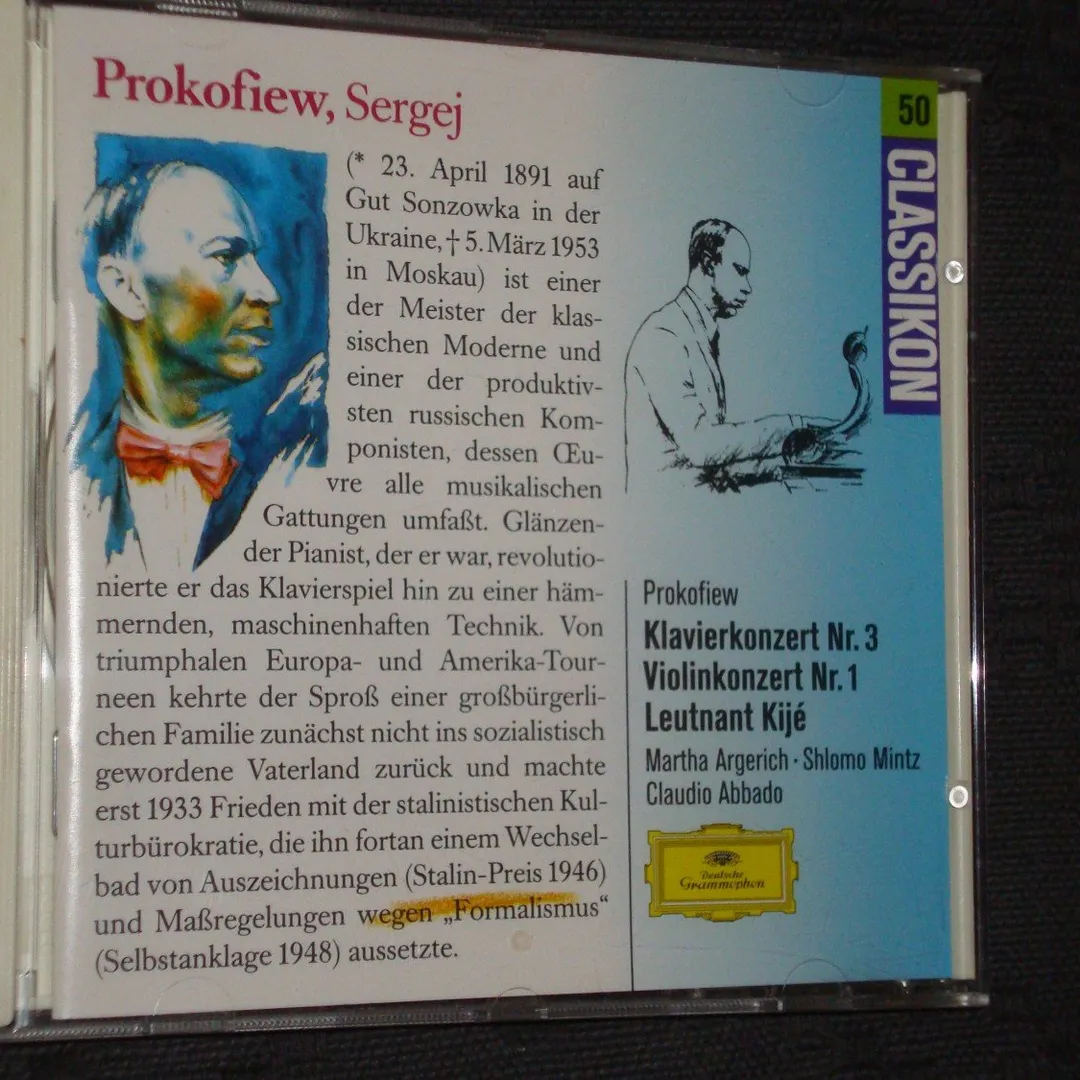 Prokofiew, Sergej
(* 23. April 1891 auf
Gut Sonzowka in der
Ukraine, † 5. März 1953
in Moskau) ist einer
der Meister der klas-
sischen Moderne und
einer der produktiv-
sten russischen Kom-
ponisten, dessen Œu-
vre alle musikalischen
Gattungen umfaßt. Glänzen-
der Pianist, der er war, revolutio-
nierte er das Klavierspiel hin zu einer häm-
mernden, maschinenhaften Technik. Von
triumphalen Europa- und Amerika-Tour-
neen kehrte der Sproß einer großbürgerli-
chen Familie zunächst nicht ins sozialistisch
gewordene Vaterland zurück und machte
erst 1933 Frieden mit der stalinistischen Kul-
turbürokratie, die ihn fortan einem Wechsel-
bad von Auszeichnungen (Stalin-Preis 1946)
und Maßregelungen wegen „Formalismus“
(Selbstanklage 1948) aussetzte.
50
CLASSIKON
Prokofiew
Klavierkonzert Nr. 3
Violinkonzert Nr. 1
Leutnant Kijé
Martha Argerich · Shlomo Mintz
Claudio Abbado
Deutsche
Grammophon